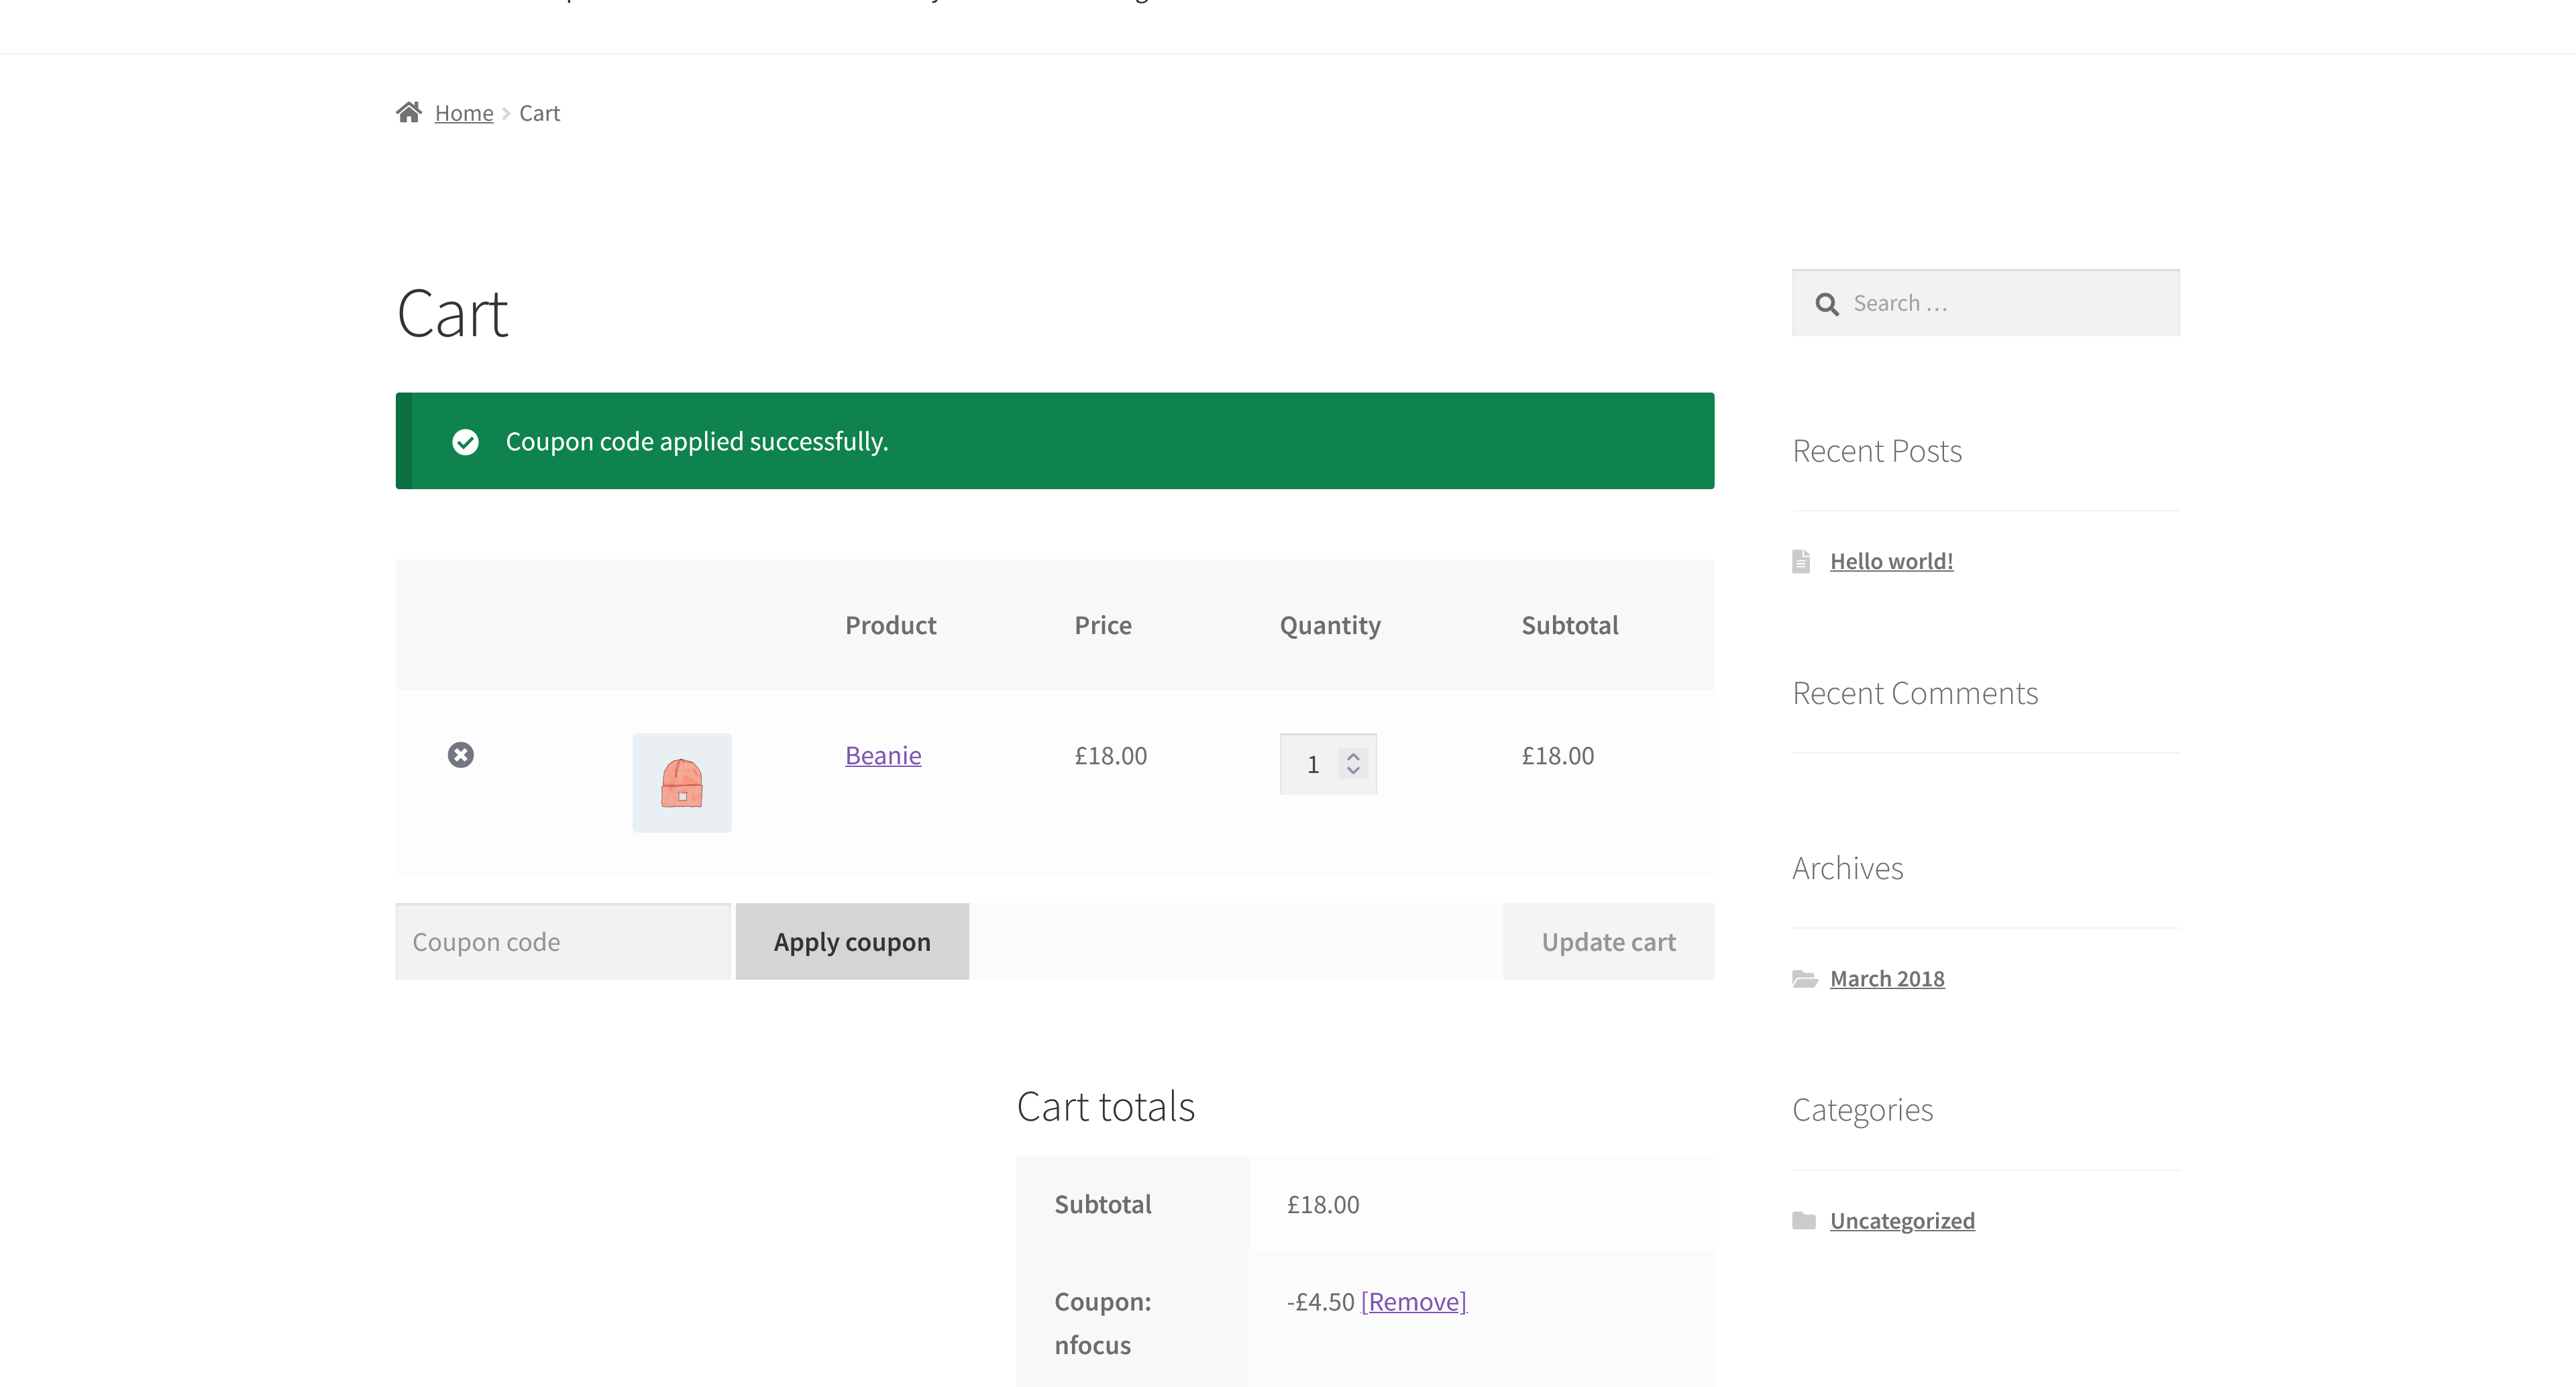 Home > Cart
Cart
Search …
Coupon code applied successfully.
Recent Posts
Hello world!
Product Price Quantity Subtotal
Beanie £18.00 1 £18.00
Recent Comments
Archives
Coupon code Apply coupon Update cart
March 2018
Cart totals
Categories
Subtotal £18.00
Uncategorized
Coupon: -£4.50 [Remove]
nfocus